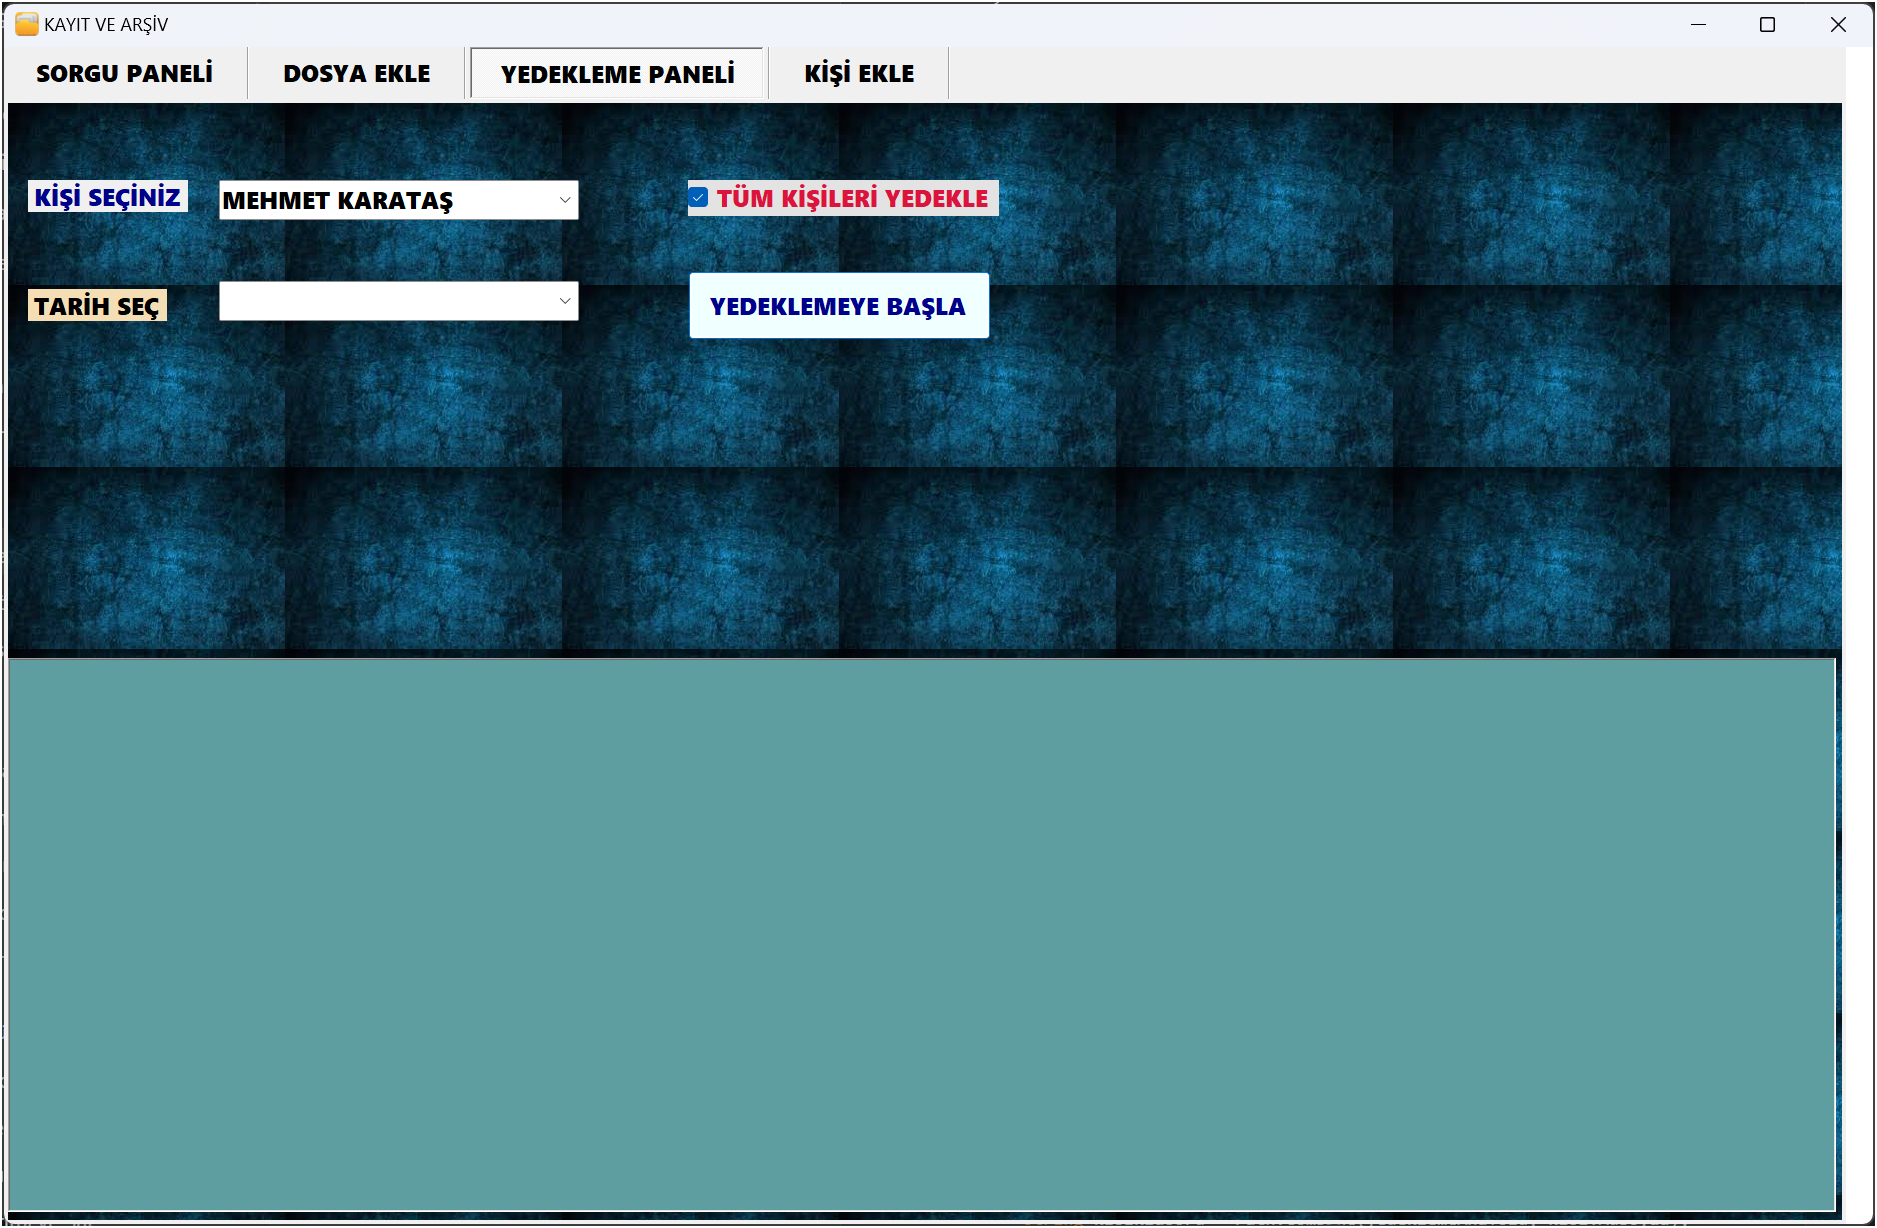 KAYIT VE ARŞİV
SORGU PANELİ
DOSYA EKLE
YEDEKLEME PANELİ
KİŞİ EKLE
KİŞİ SEÇİNİZ
MEHMET KARATAŞ
TÜM KİŞİLERİ YEDEKLE
TARİH SEÇ
YEDEKLEMEYE BAŞLA